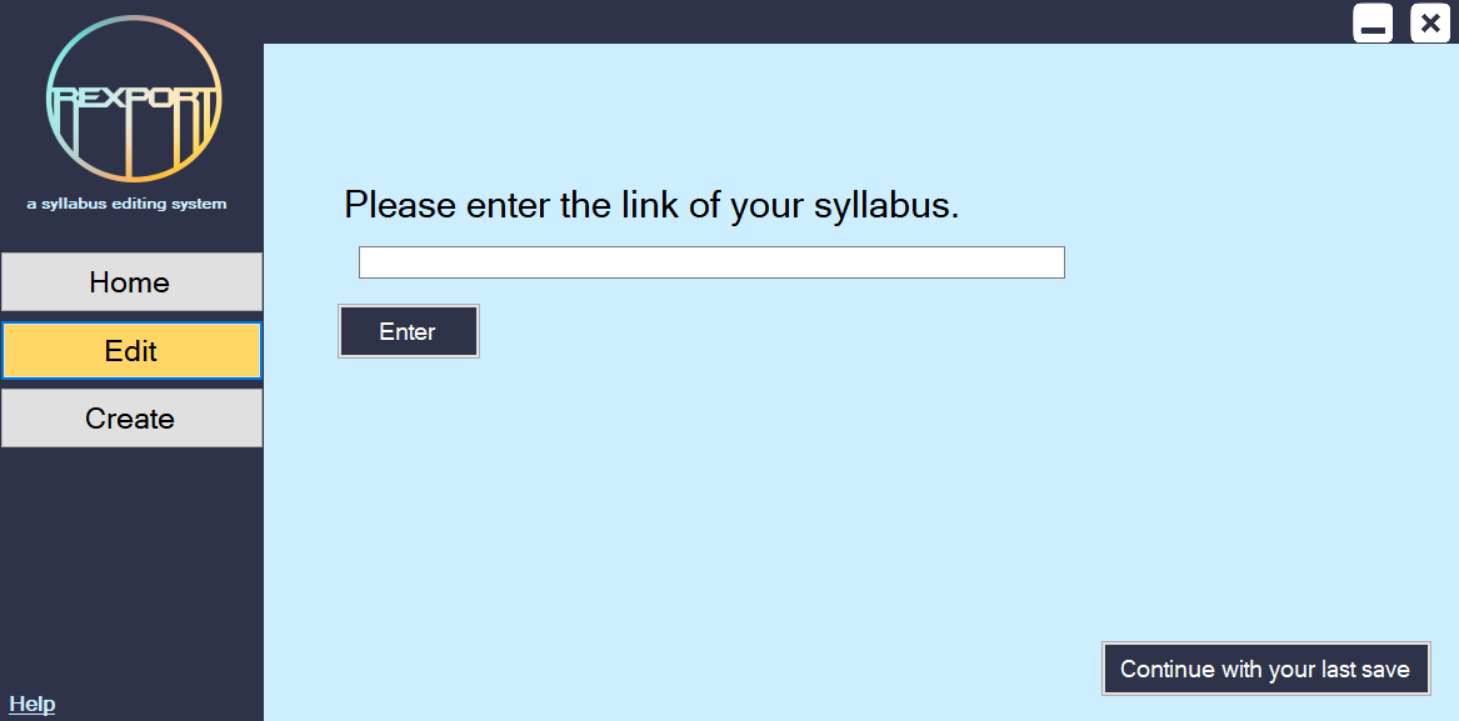 REXPORT
a syllabus editing system
Home
Edit
Create
Help
Please enter the link of your syllabus.
Enter
Continue with your last save